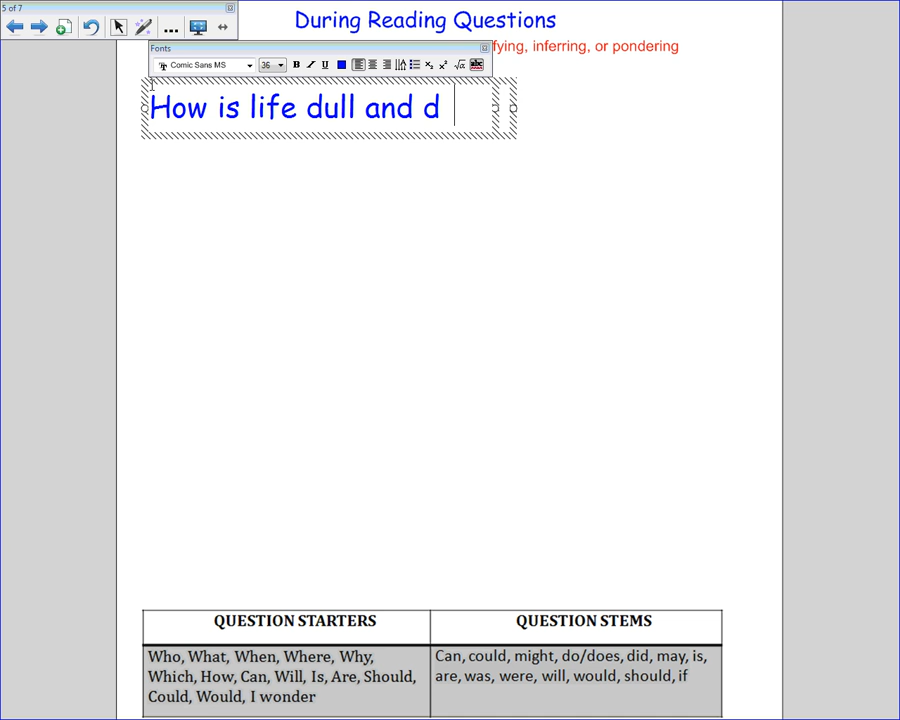 5 of 7
During Reading Questions
fying, inferring, or pondering
Fonts
Comic Sans MS
36
B I U
abc
How is life dull and d
QUESTION STARTERS
QUESTION STEMS
Who, What, When, Where, Why,
Which, How, Can, Will, Is, Are, Should,
Could, Would, I wonder
Can, could, might, do/does, did, may, is,
are, was, were, will, would, should, if